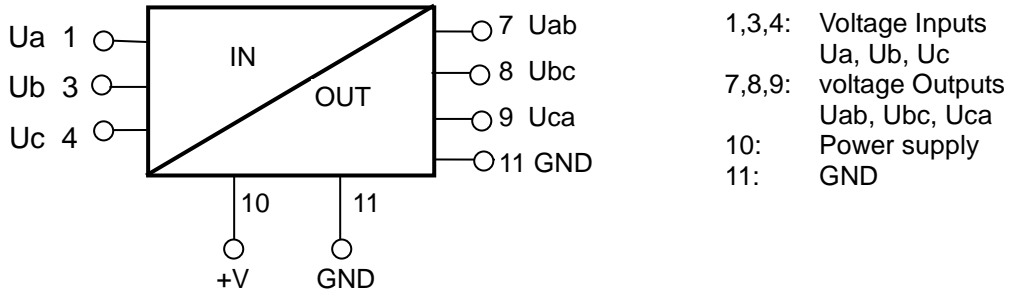 Ua 1
Ub 3
Uc 4
IN
OUT
7 Uab
8 Ubc
9 Uca
11 GND
10
11
+V
GND
1,3,4: Voltage Inputs
Ua, Ub, Uc
7,8,9: voltage Outputs
Uab, Ubc, Uca
10: Power supply
11: GND